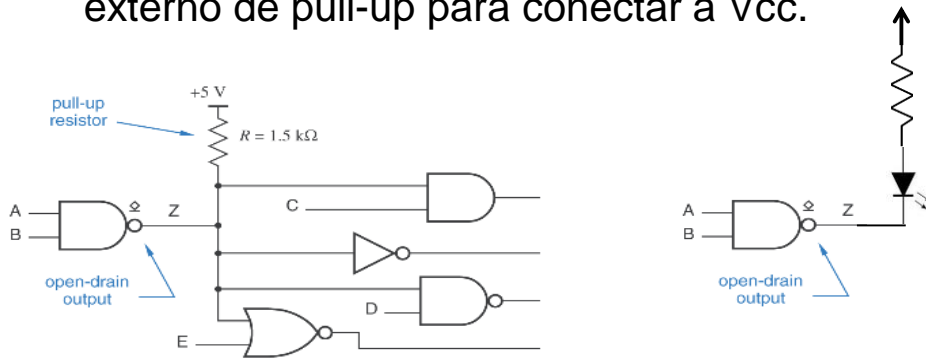 externo de pull-up para conectar a Vcc.
+5 V
pull-up
resistor
R = 1.5 kΩ
A
B
Z
C
open-drain
output
D
E
A
B
Z
open-drain
output